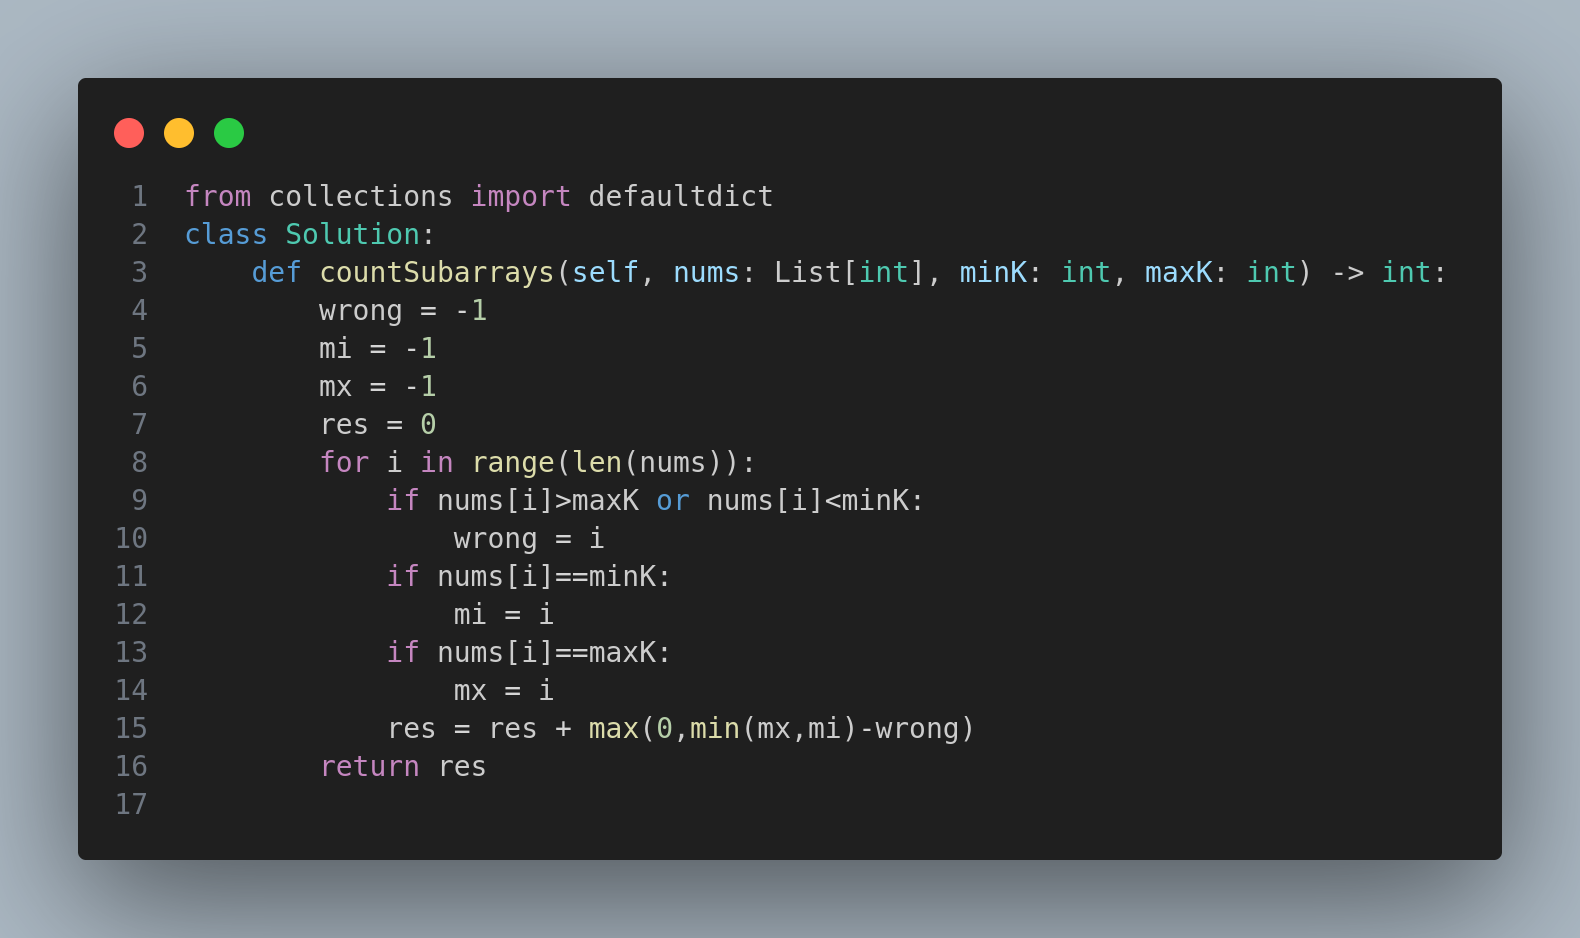 1 from collections import defaultdict
2 class Solution:
3     def countSubarrays(self, nums: List[int], minK: int, maxK: int) -> int:
4         wrong = -1
5         mi = -1
6         mx = -1
7         res = 0
8         for i in range(len(nums)):
9             if nums[i]>maxK or nums[i]<minK:
10                 wrong = i
11             if nums[i]==minK:
12                 mi = i
13             if nums[i]==maxK:
14                 mx = i
15             res = res + max(0,min(mx,mi)-wrong)
16         return res
17